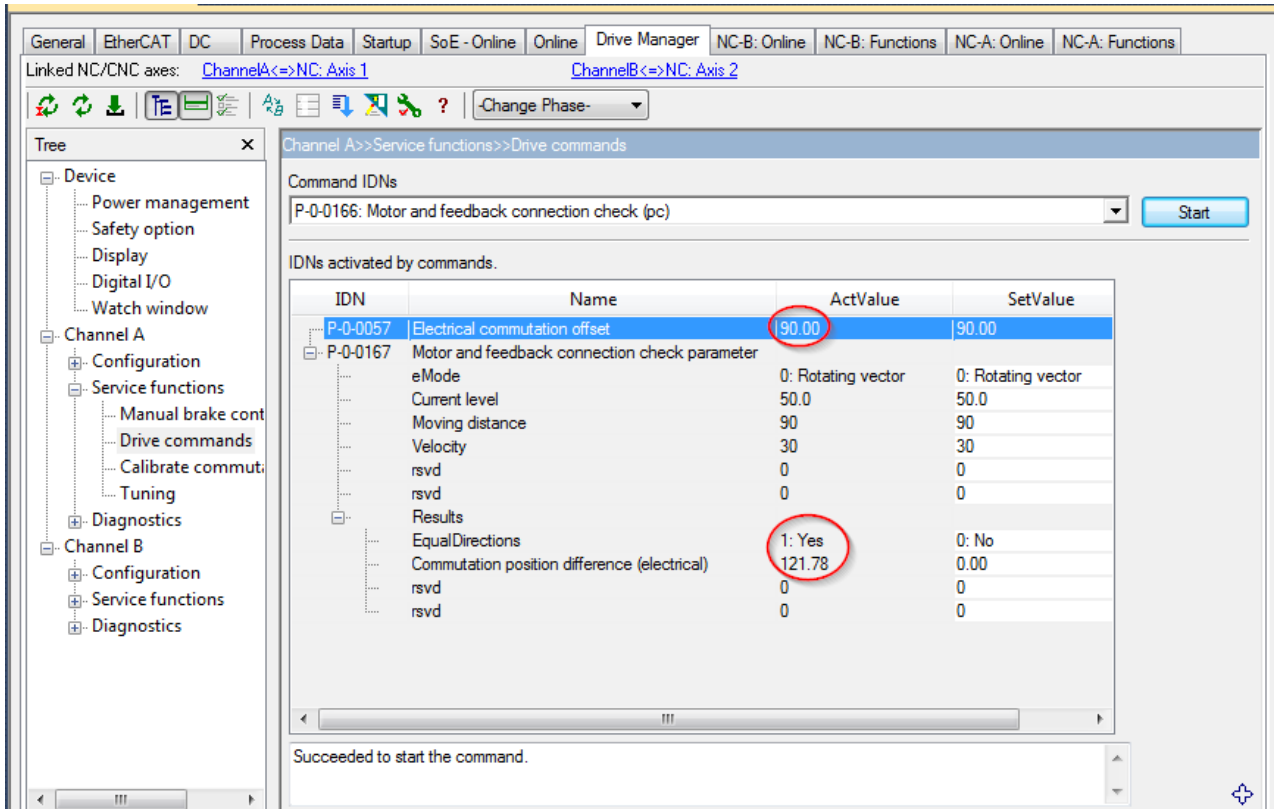 General EtherCAT DC Process Data Startup SoE - Online Online Drive Manager NC-B: Online NC-B: Functions NC-A: Online NC-A: Functions
Linked NC/CNC axes: ChannelA<=>NC: Axis 1 ChannelB<=>NC: Axis 2
-Change Phase-
Tree x
Channel A>>Service functions>>Drive commands
Device
Power management
Safety option
Display
Digital I/O
Watch window
Channel A
Configuration
Service functions
Manual brake cont
Drive commands
Calibrate commuta
Tuning
Diagnostics
Channel B
Configuration
Service functions
Diagnostics
Command IDNs
P-0-0166: Motor and feedback connection check (pc) Start
IDNs activated by commands.
IDN Name ActValue SetValue
P-0-0057 Electrical commutation offset 90.00 90.00
P-0-0167 Motor and feedback connection check parameter
eMode 0: Rotating vector 0: Rotating vector
Current level 50.0 50.0
Moving distance 90 90
Velocity 30 30
rsvd 0 0
rsvd 0 0
Results
EqualDirections 1: Yes 0: No
Commutation position difference (electrical) 121.78 0.00
rsvd 0 0
rsvd 0 0
Succeeded to start the command.